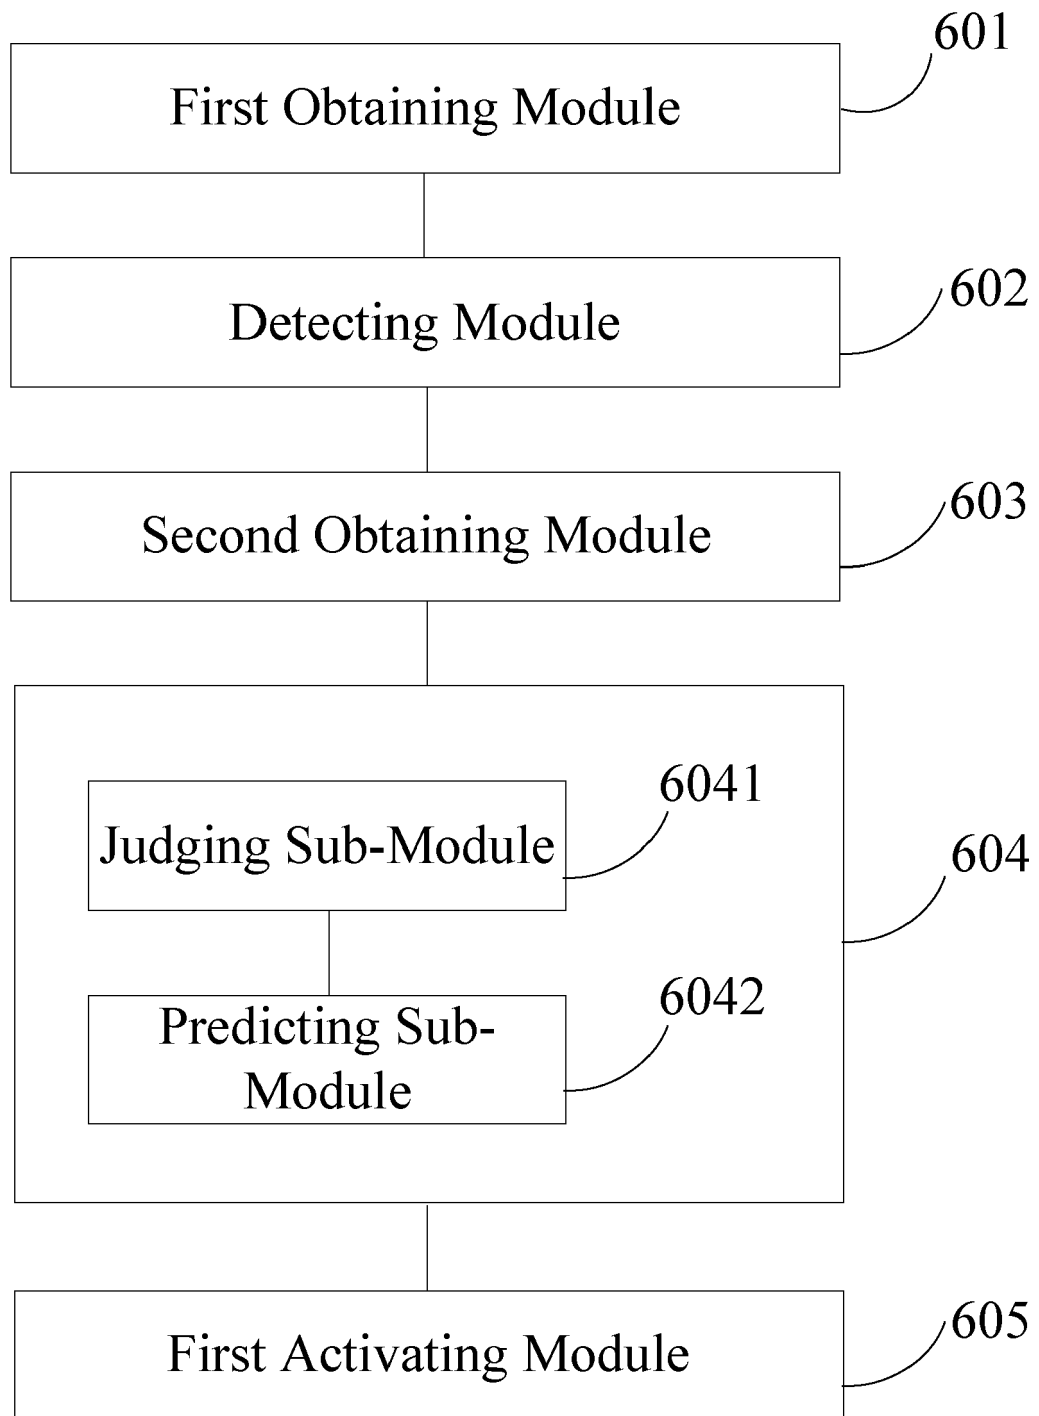 601
First Obtaining Module
602
Detecting Module
603
Second Obtaining Module
6041
Judging Sub-Module
604
6042
Predicting Sub-
Module
605
First Activating Module